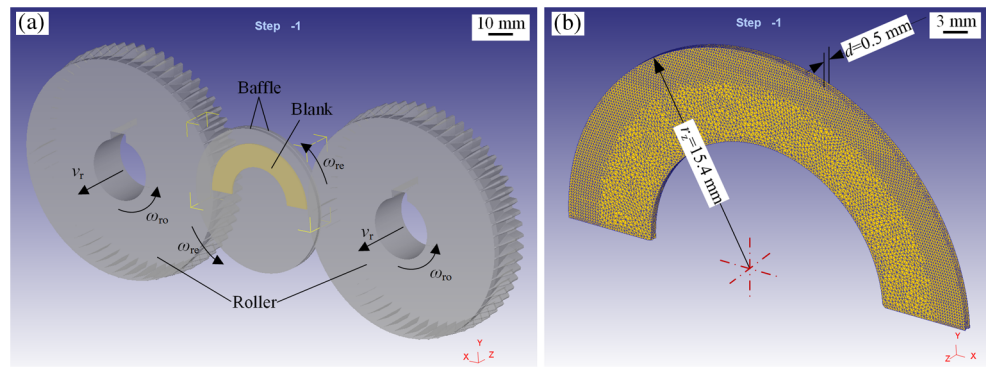 (a)
Step -1
10 mm
Baffle
Blank
ωre
vr
ωro
ωre
vr
ωro
Roller
Y
X Z
(b)
Step -1
3 mm
d=0.5 mm
rz=15.4 mm
Y
Z X